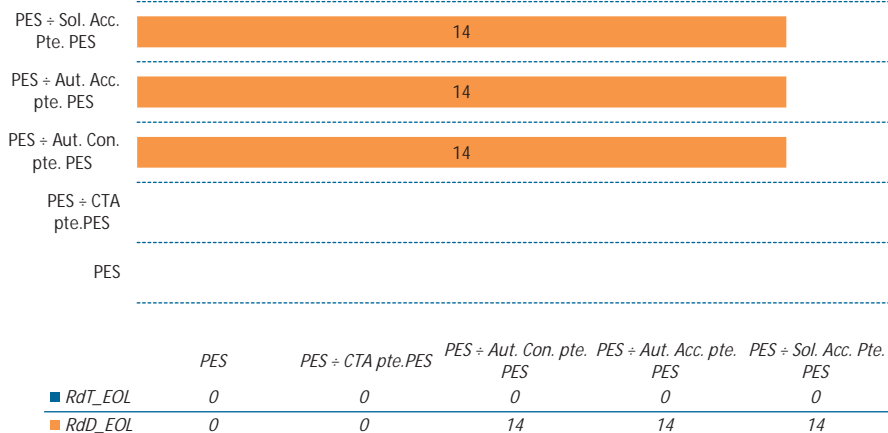 PES ÷ Sol. Acc.
Pte. PES
14
PES ÷ Aut. Acc.
pte. PES
14
PES ÷ Aut. Con.
pte. PES
14
PES ÷ CTA
pte.PES
PES
PES PES ÷ CTA pte.PES PES ÷ Aut. Con. pte. PES PES ÷ Aut. Acc. pte. PES PES ÷ Sol. Acc. Pte. PES
RdT_EOL 0 0 0 0 0
RdD_EOL 0 0 14 14 14